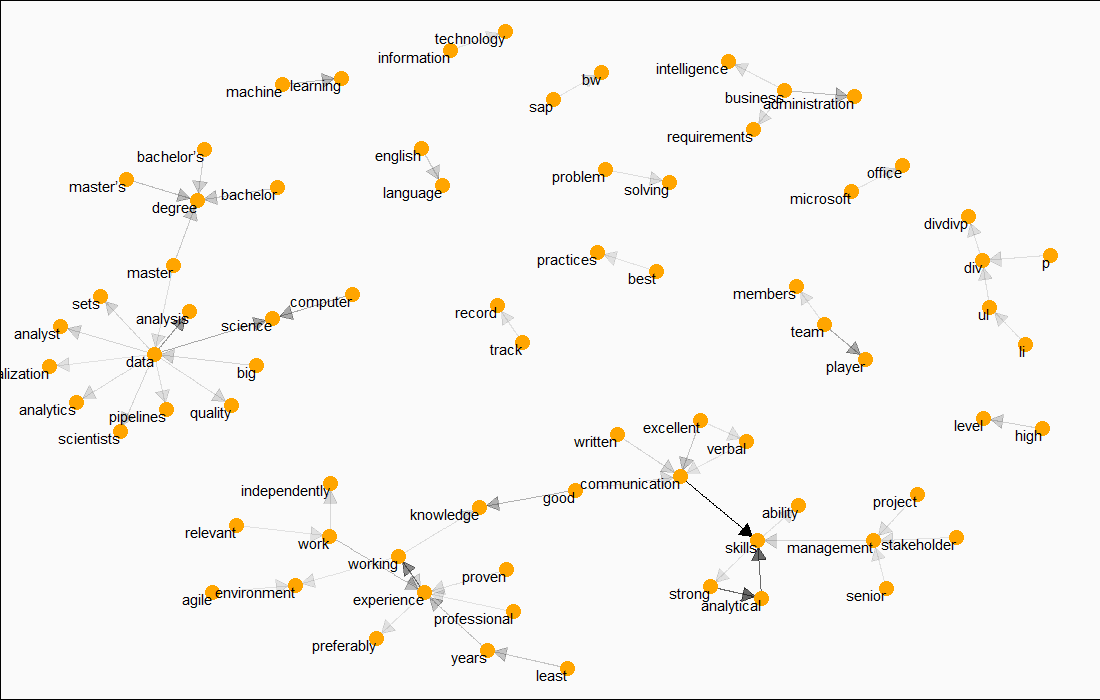 technology
information
machine
learning
bw
sap
intelligence
business
administration
requirements
bachelor's
master's
bachelor
degree
english
language
problem
solving
office
microsoft
divdivp
div
p
ul
li
practices
best
members
team
player
record
track
master
sets
analysis
computer
science
analyst
data
alization
big
analytics
pipelines
quality
scientists
level
high
written
excellent
verbal
communication
good
knowledge
independently
relevant
work
working
agile
environment
experience
proven
professional
preferably
years
least
ability
skills
project
management
stakeholder
senior
strong
analytical